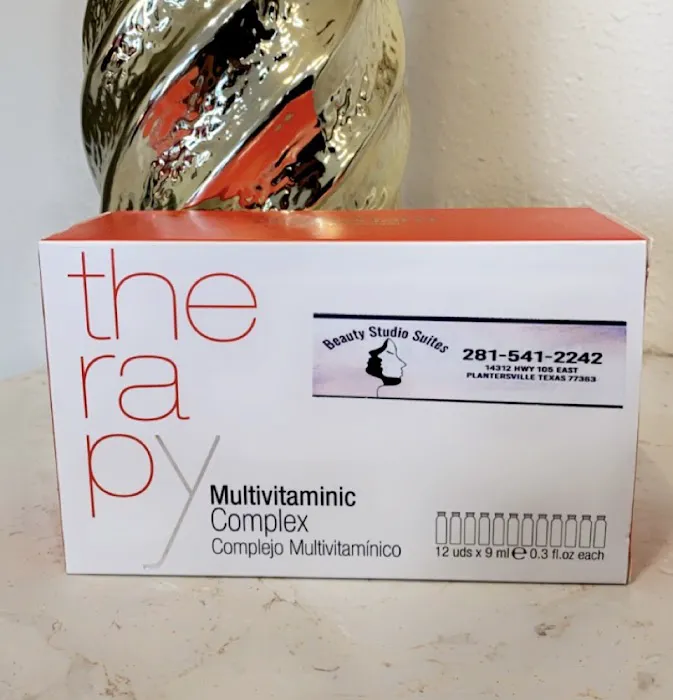 the
ra
py
Beauty Studio Suites
281-541-2242
14312 HWY 105 EAST
PLANTERSVILLE TEXAS 77363
Multivitaminic
Complex
Complejo Multivitamínico
12 uds x 9 ml ℮ 0.3 fl.oz each